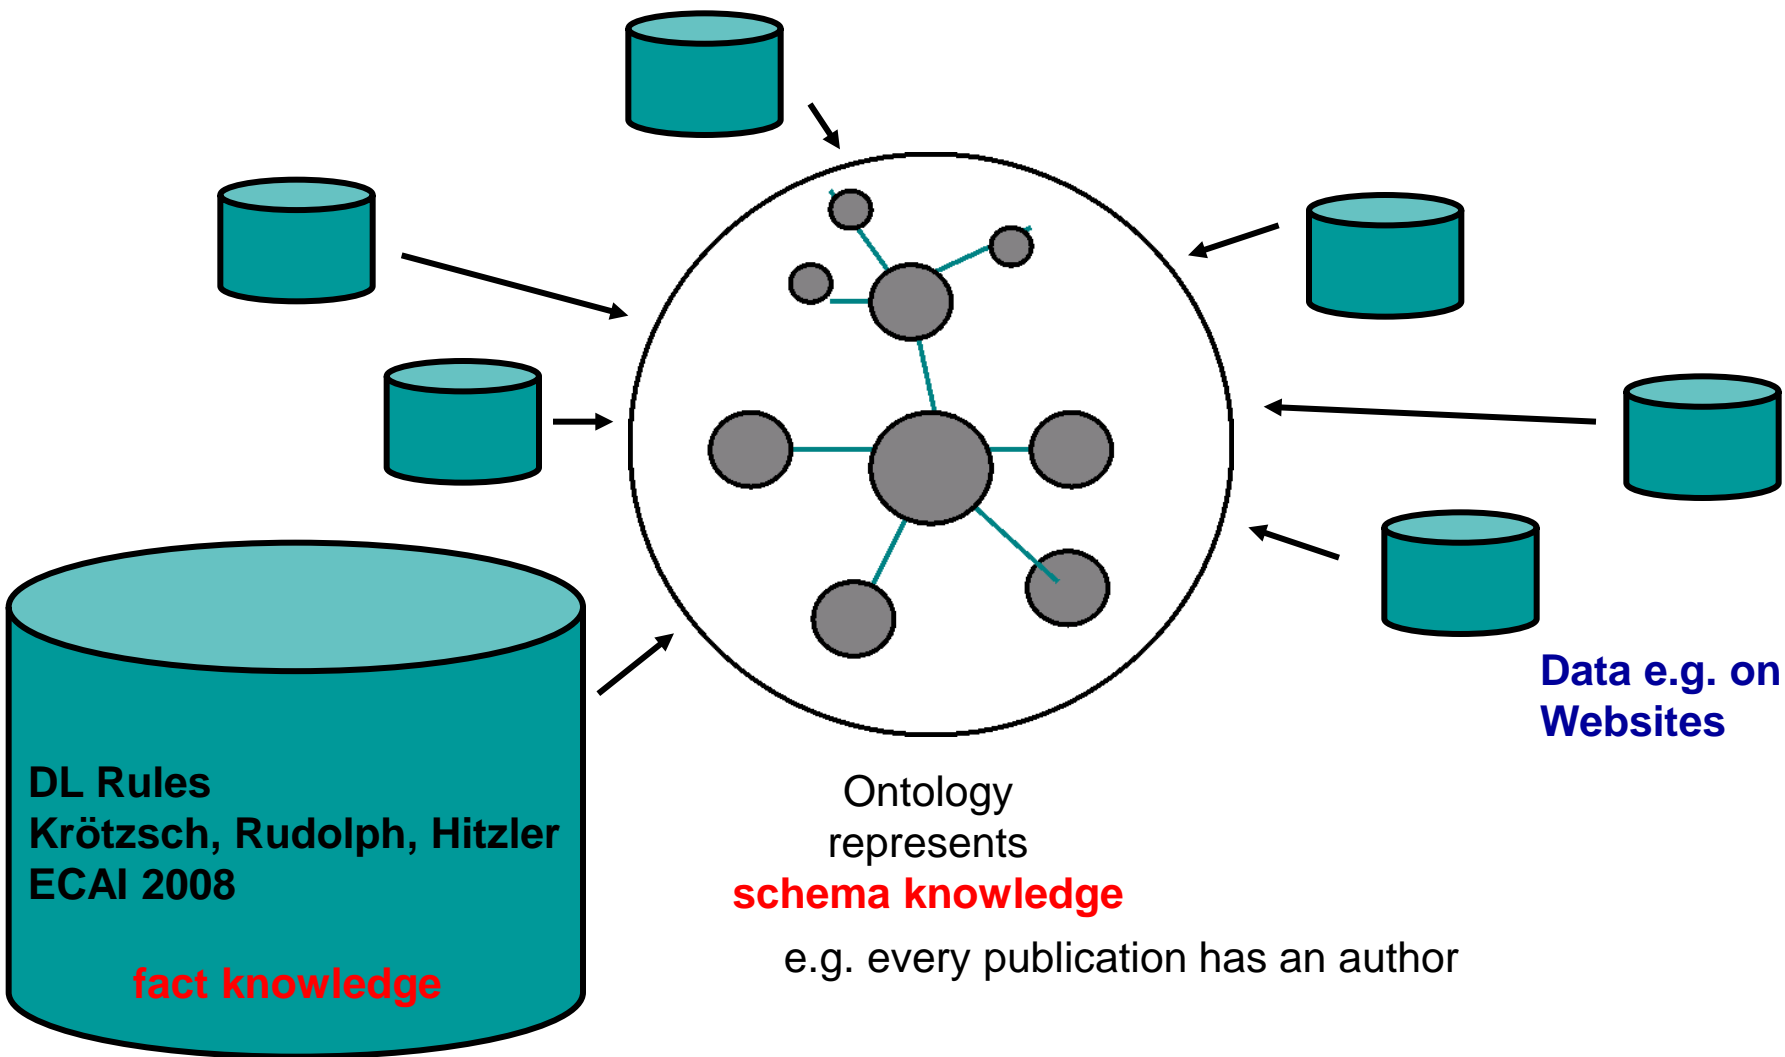 Data e.g. on
Websites
DL Rules
Krötzsch, Rudolph, Hitzler
ECAI 2008
fact knowledge
Ontology
represents
schema knowledge
e.g. every publication has an author